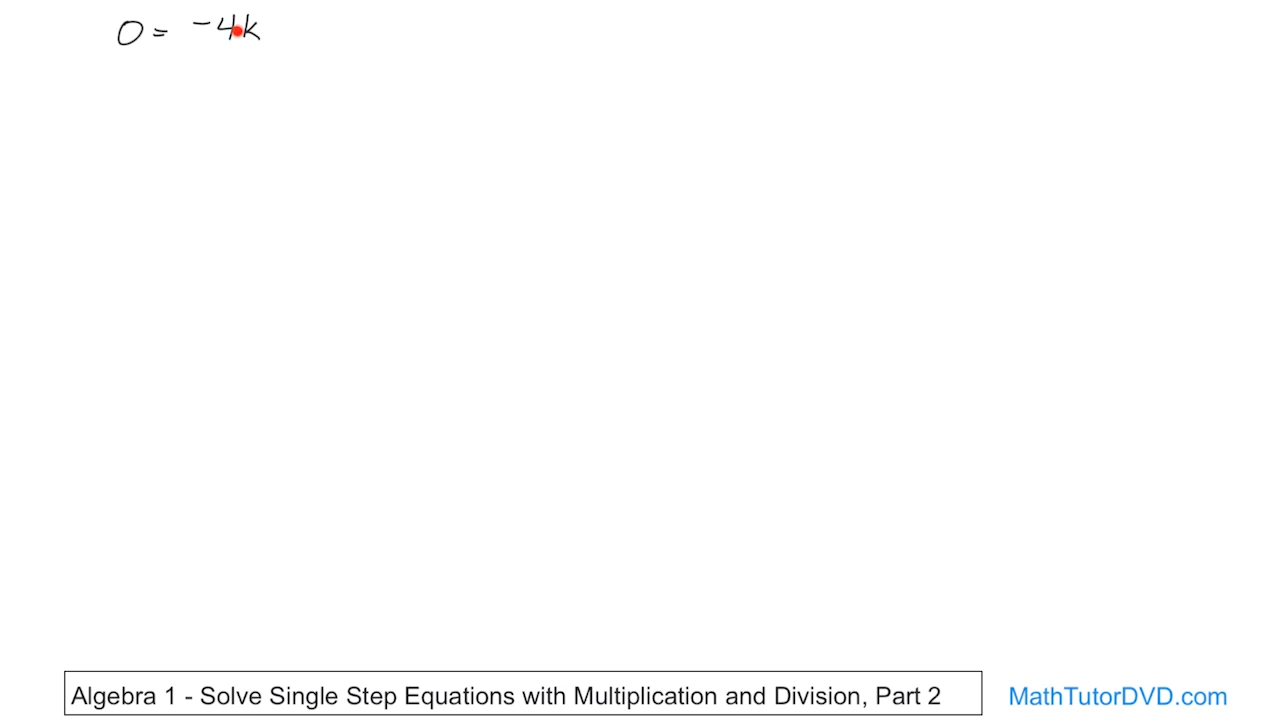 0 = -4k
Algebra 1 - Solve Single Step Equations with Multiplication and Division, Part 2
MathTutorDVD.com